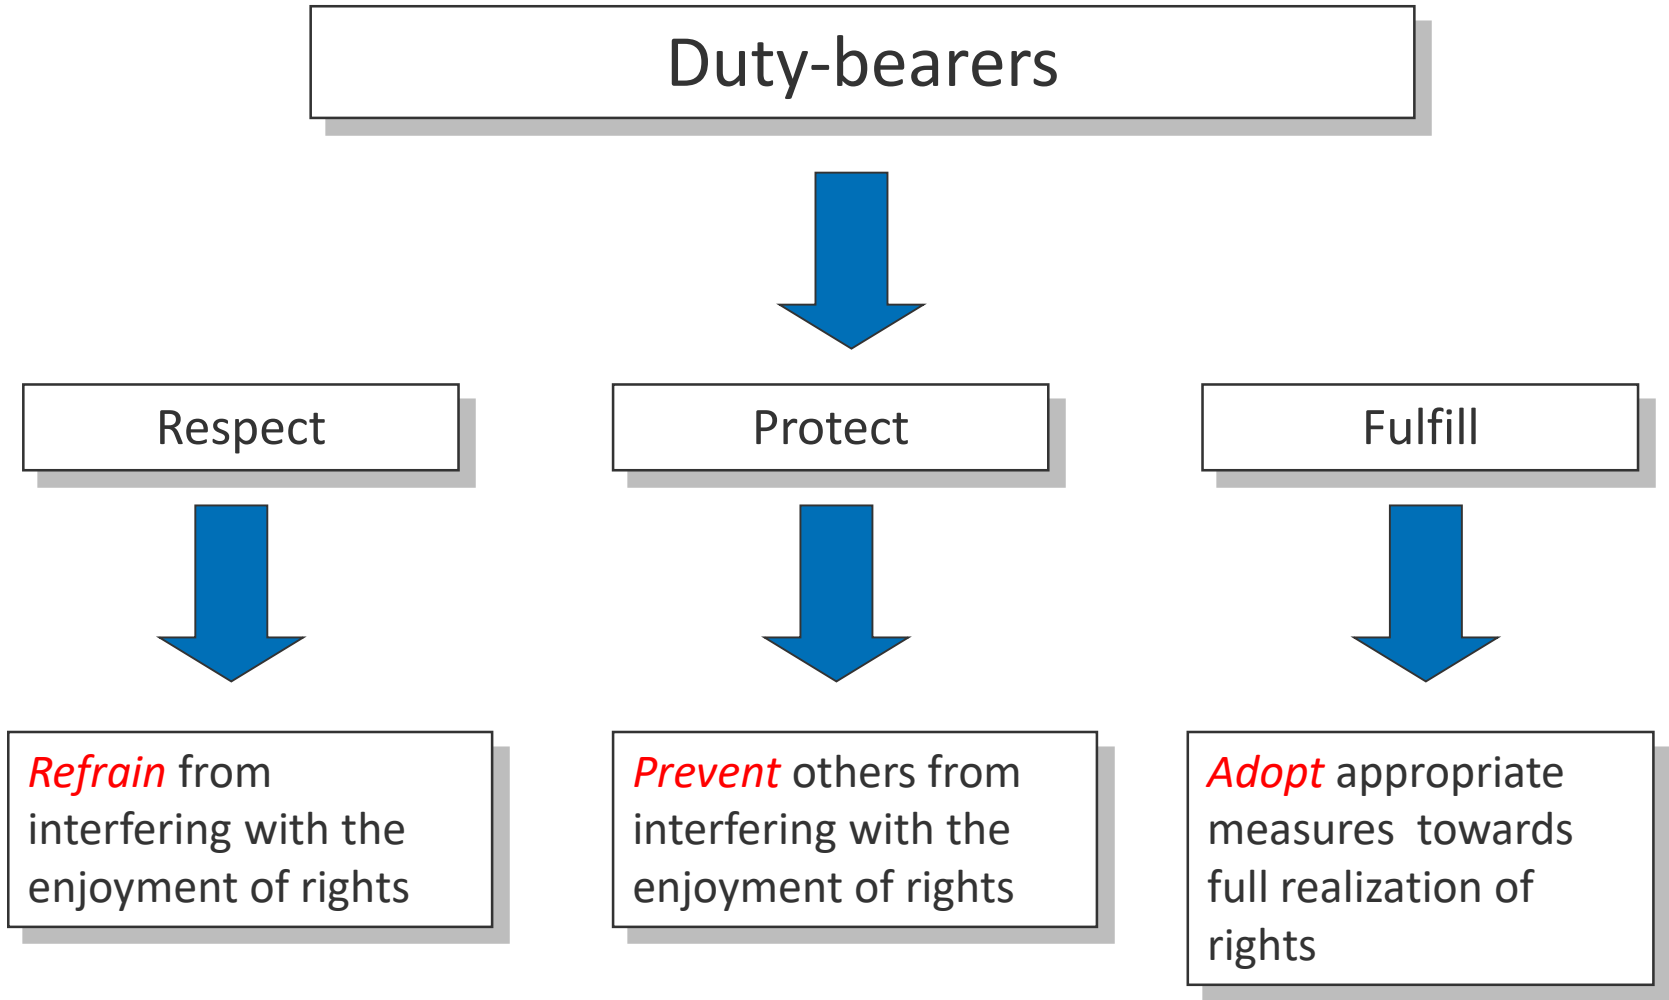 Duty-bearers
Respect
Protect
Fulfill
Refrain from
interfering with the
enjoyment of rights
Prevent others from
interfering with the
enjoyment of rights
Adopt appropriate
measures  towards
full realization of
rights